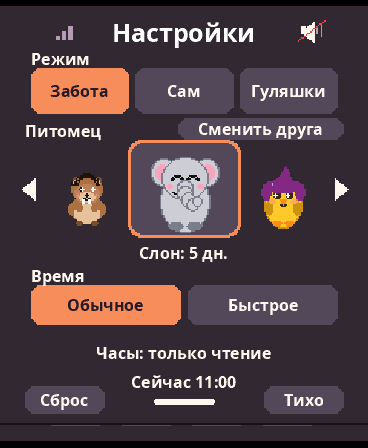 Настройки
Режим
Забота Сам Гуляшки
Питомец Сменить друга
Слон: 5 дн.
Время
Обычное Быстрое
Часы: только чтение
Сейчас 11:00
Сброс Тихо